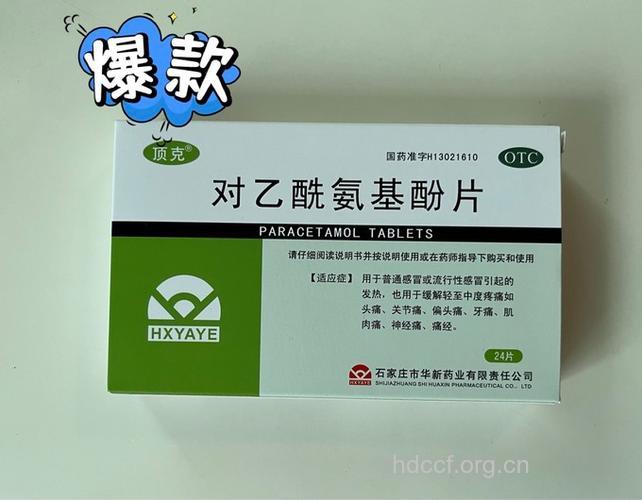 爆款
顶克®
国药准字H13021610
OTC
对乙酰氨基酚片
PARACETAMOL TABLETS
请仔细阅读说明书并按说明使用或在药师指导下购买和使用
【适应症】用于普通感冒或流行性感冒引起的
发热，也用于缓解轻至中度疼痛如
头痛、关节痛、偏头痛、牙痛、肌
肉痛、神经痛、痛经。
HXYAYE
24片
HXYAYE
石家庄市华新药业有限责任公司
SHIJIAZHUANG SHI HUAXIN PHARMACEUTICAL CO., LTD
hdccf.org.cn